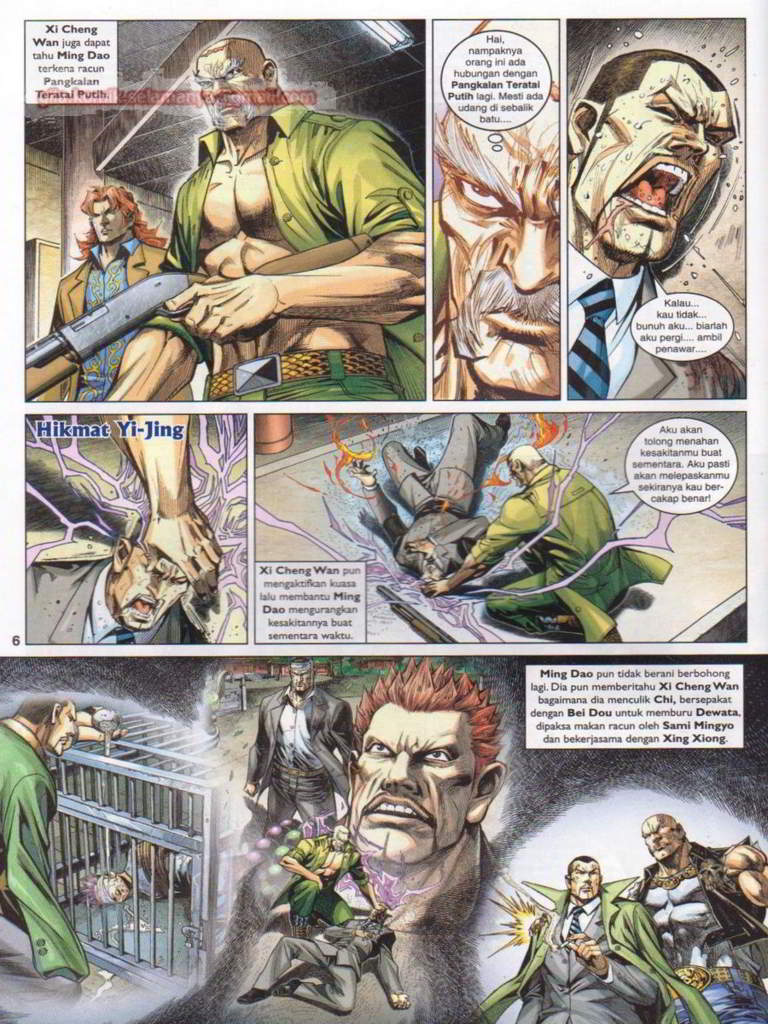 Xi Cheng
Wan juga dapat
tahu Ming Dao
terkena racun
Pangkalan
Teratai Putih.
Hai,
nampaknya
orang ini ada
hubungan dengan
Pangkalan Teratai
Putih lagi. Mesti ada
udang di sebalik
batu....
Kalau...
kau tidak...
bunuh aku... biarlah
aku pergi.... ambil
penawar....
Hikmat Yi-Jing
Aku akan
tolong menahan
kesakitanmu buat
sementara. Aku pasti
akan melepaskanmu
sekiranya kau ber-
cakap benar!
Xi Cheng Wan pun
mengaktifkan kuasa
lalu membantu Ming
Dao mengurangkan
kesakitannya buat
sementara waktu.
6
Ming Dao pun tidak berani berbohong
lagi. Dia pun memberitahu Xi Cheng Wan
bagaimana dia menculik Chi, bersepakat
dengan Bei Dou untuk memburu Dewata,
dipaksa makan racun oleh Sami Mingyo
dan bekerjasama dengan Xing Xiong.